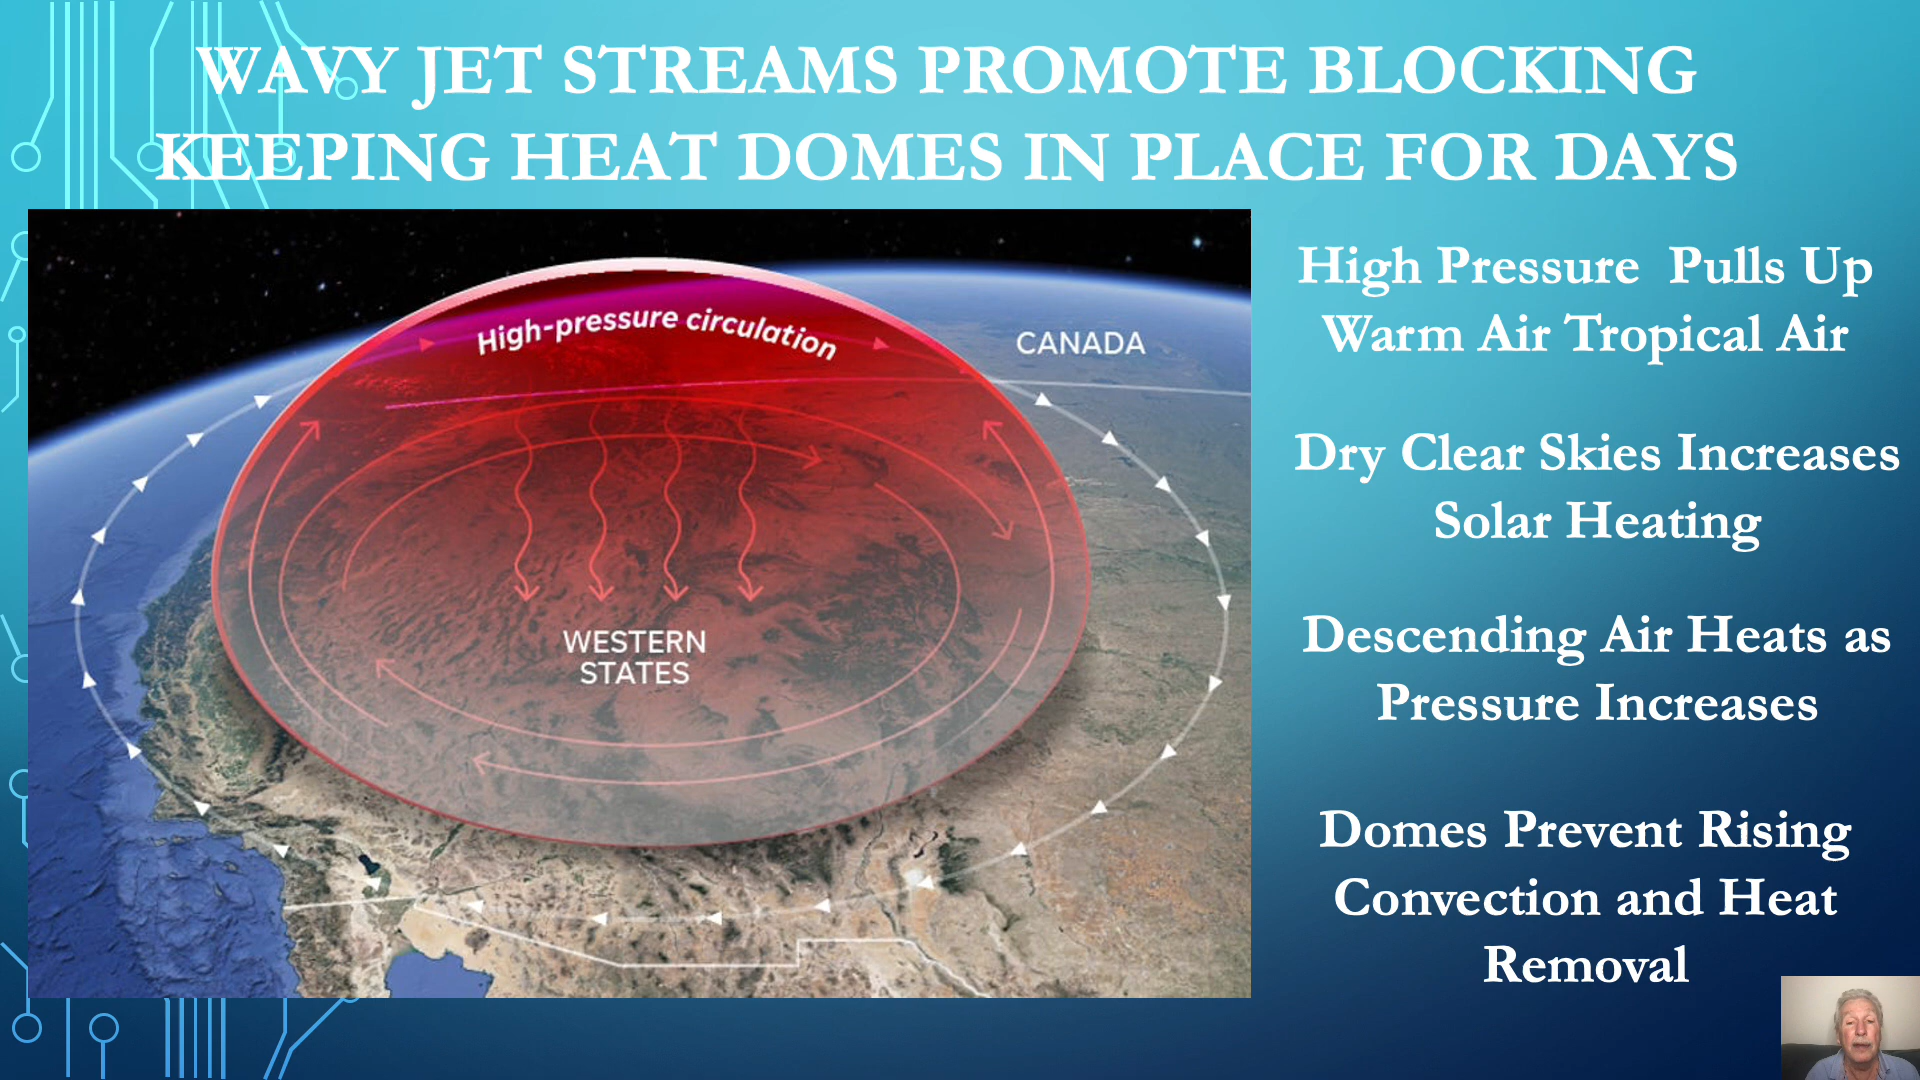 WAVY JET STREAMS PROMOTE BLOCKING
KEEPING HEAT DOMES IN PLACE FOR DAYS
High-pressure circulation
CANADA
WESTERN
STATES
High Pressure Pulls Up
Warm Air Tropical Air
Dry Clear Skies Increases
Solar Heating
Descending Air Heats as
Pressure Increases
Domes Prevent Rising
Convection and Heat
Removal